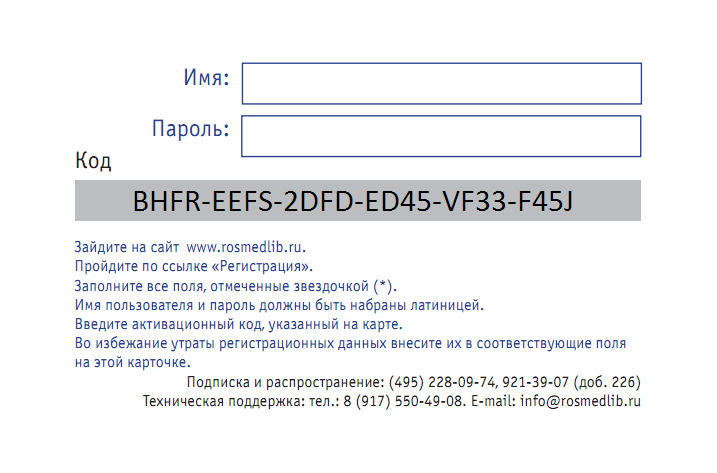 Имя:
Пароль:
Код
BHFR-EEFS-2DFD-ED45-VF33-F45J
Зайдите на сайт www.rosmedlib.ru.
Пройдите по ссылке «Регистрация».
Заполните все поля, отмеченные звездочкой (*).
Имя пользователя и пароль должны быть набраны латиницей.
Введите активационный код, указанный на карте.
Во избежание утраты регистрационных данных внесите их в соответствующие поля
на этой карточке.
Подписка и распространение: (495) 228-09-74, 921-39-07 (доб. 226)
Техническая поддержка: тел.: 8 (917) 550-49-08. E-mail: info@rosmedlib.ru